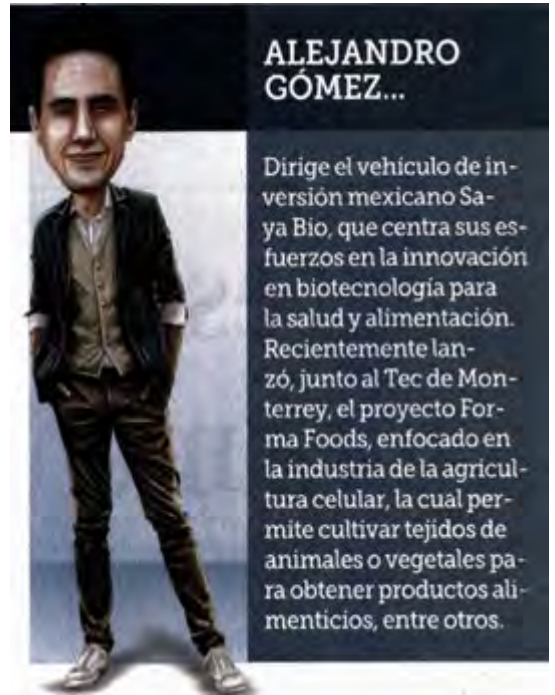 ALEJANDRO
GÓMEZ...
Dirige el vehículo de in-
versión mexicano Sa-
ya Bio, que centra sus es-
fuerzos en la innovación
en biotecnología para
la salud y alimentación.
Recientemente lan-
zó, junto al Tec de Mon-
terrey, el proyecto For-
ma Foods, enfocado en
la industria de la agricul-
tura celular, la cual per-
mite cultivar tejidos de
animales o vegetales pa-
ra obtener productos ali-
menticios, entre otros.